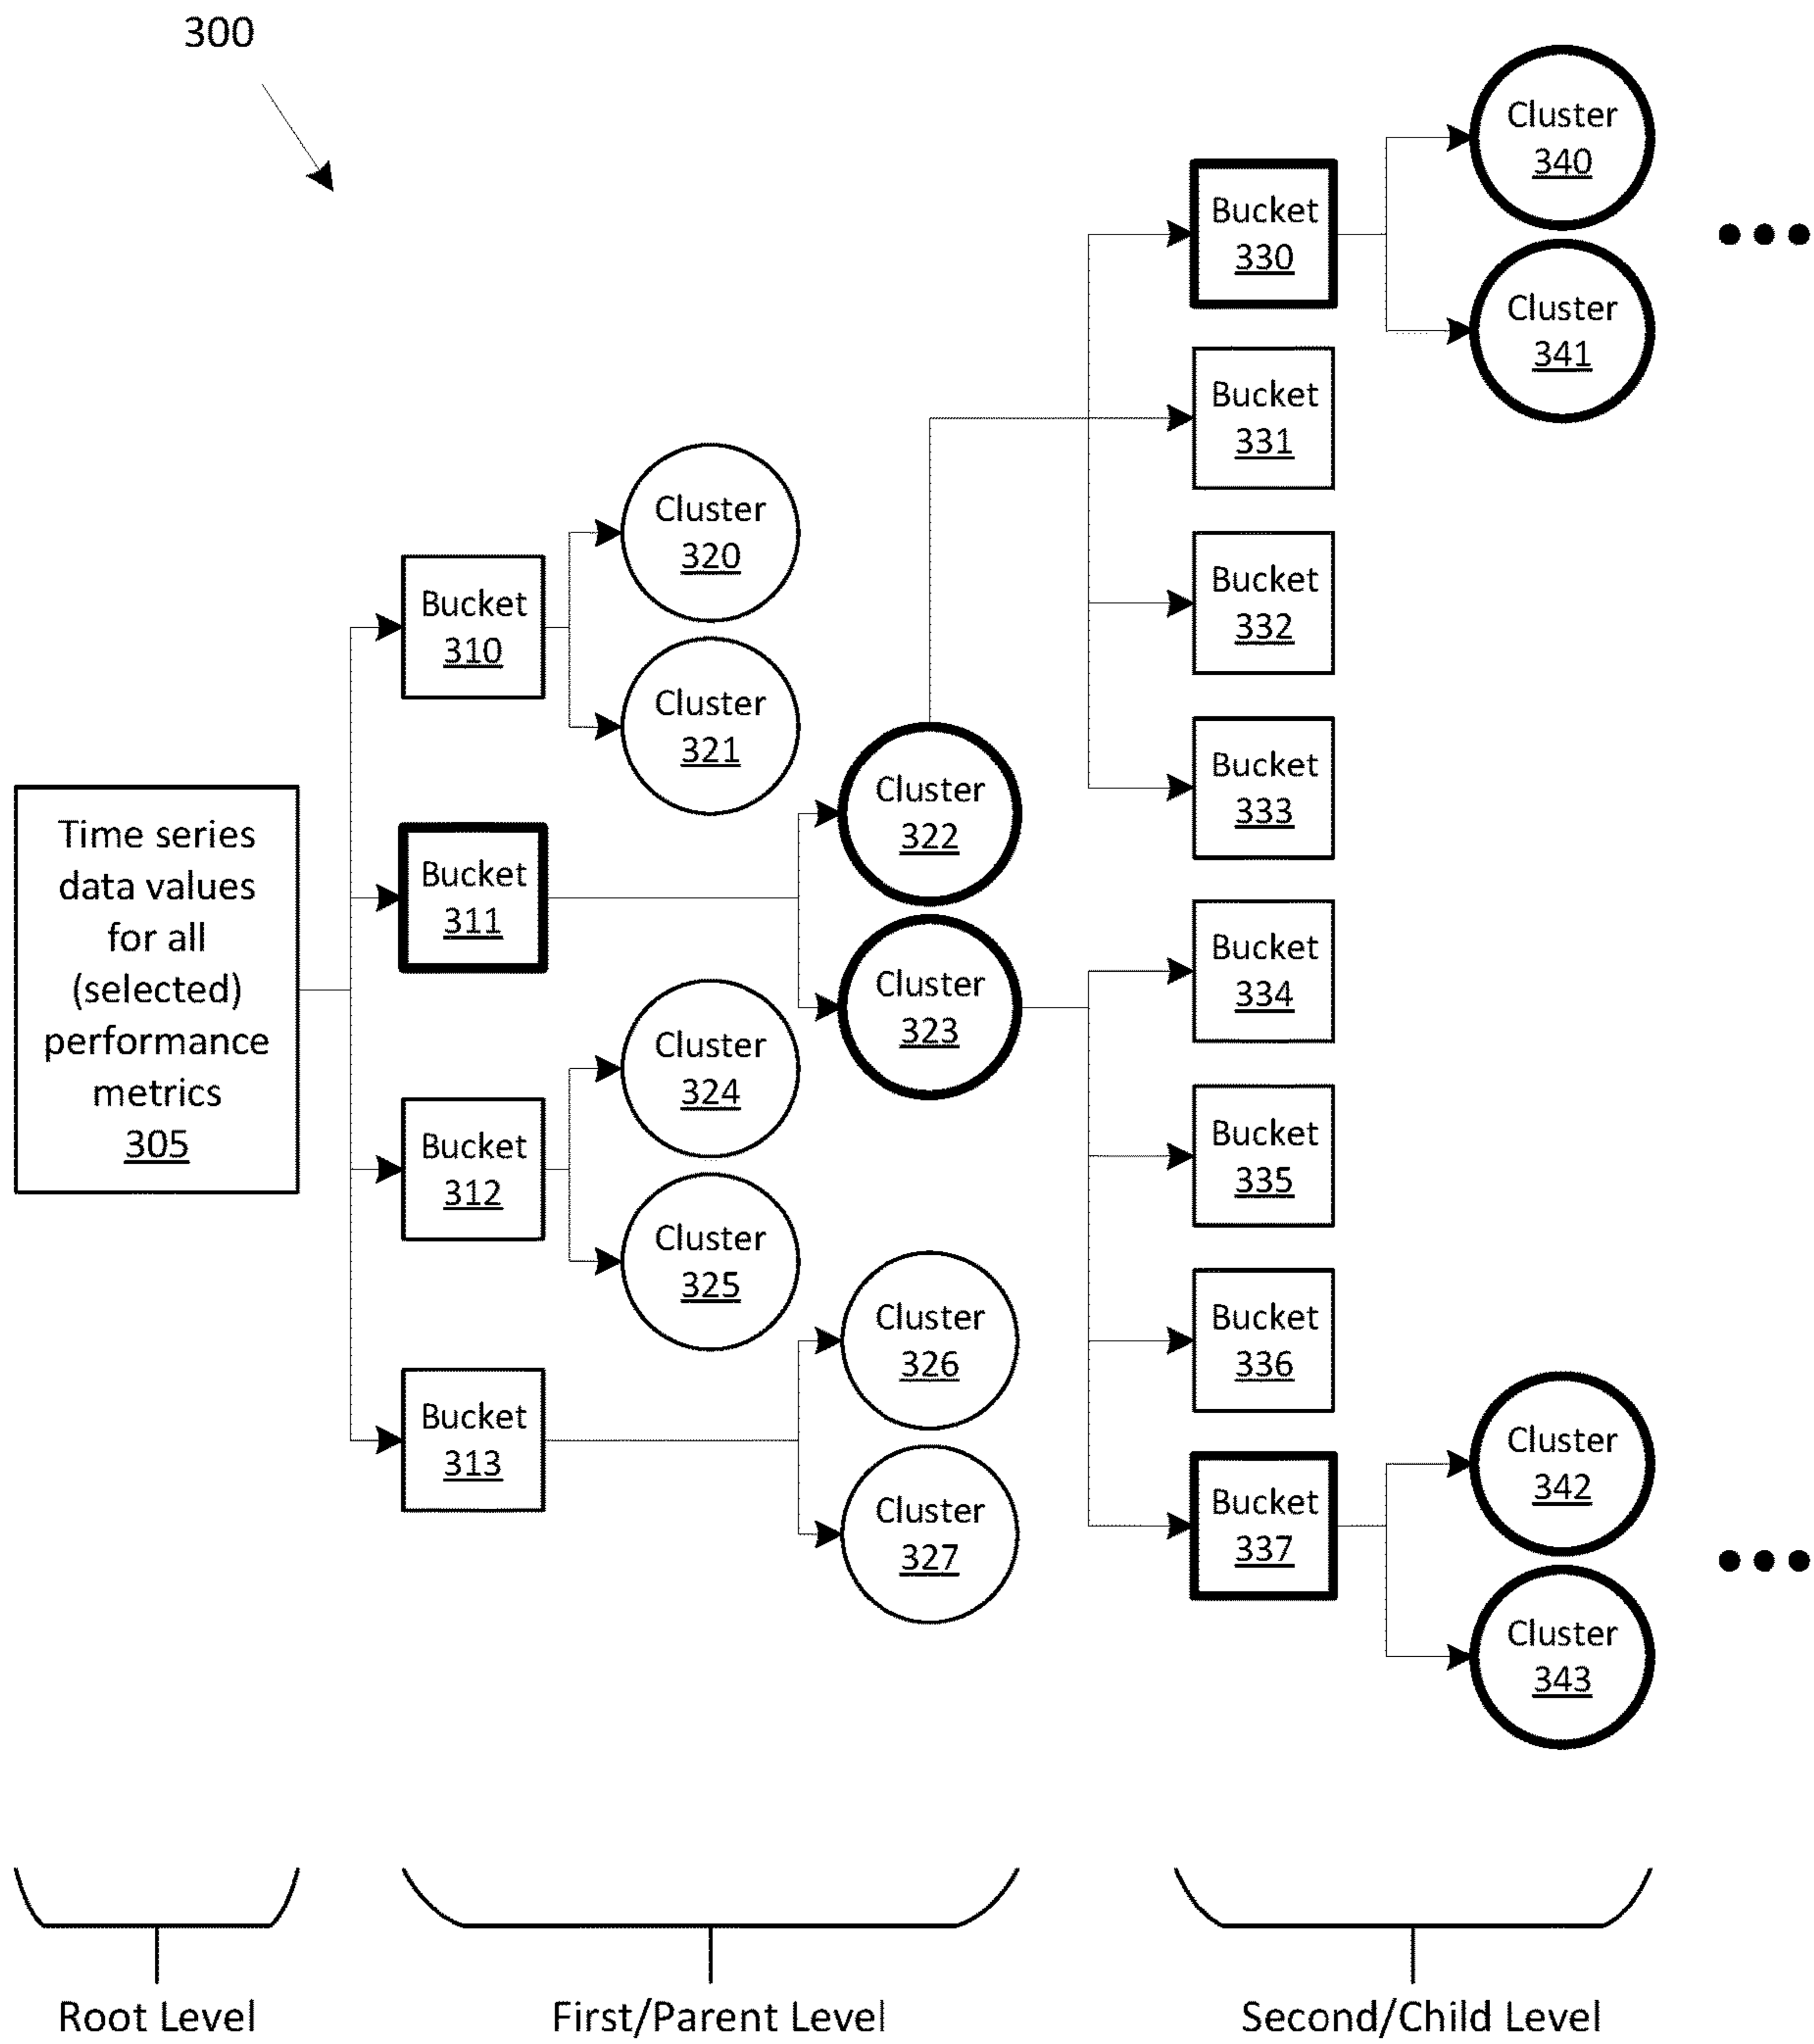 300
Time series
data values
for all
(selected)
performance
metrics
305
Bucket
310
Bucket
311
Bucket
312
Bucket
313
Cluster
320
Cluster
321
Cluster
322
Cluster
323
Cluster
324
Cluster
325
Cluster
326
Cluster
327
Bucket
330
Bucket
331
Bucket
332
Bucket
333
Bucket
334
Bucket
335
Bucket
336
Bucket
337
Cluster
340
Cluster
341
Cluster
342
Cluster
343
Root Level
First/Parent Level
Second/Child Level